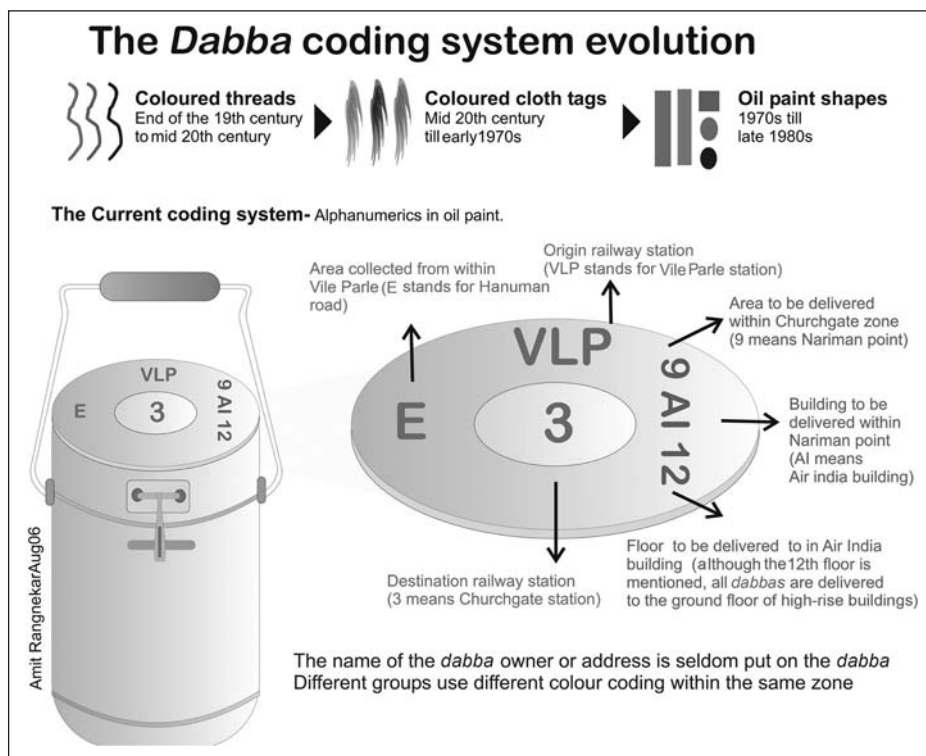 The Dabba coding system evolution
Coloured threads
End of the 19th century
to mid 20th century
Coloured cloth tags
Mid 20th century
till early1970s
Oil paint shapes
1970s till
late 1980s
The Current coding system- Alphanumerics in oil paint.
Area collected from within
Vile Parle (E stands for Hanuman
road)
Origin railway station
(VLP stands for Vile Parle station)
Area to be delivered
within Churchgate zone
(9 means Nariman point)
VLP
E
3
9 AI 12
VLP
E
3
9 AI 12
Building to be
delivered within
Nariman point
(AI means
Air india building)
Destination railway station
(3 means Churchgate station)
Floor to be delivered to in Air India
building (although the 12th floor is
mentioned, all dabbas are delivered
to the ground floor of high-rise buildings)
Amit RangnekarAug06
The name of the dabba owner or address is seldom put on the dabba
Different groups use different colour coding within the same zone